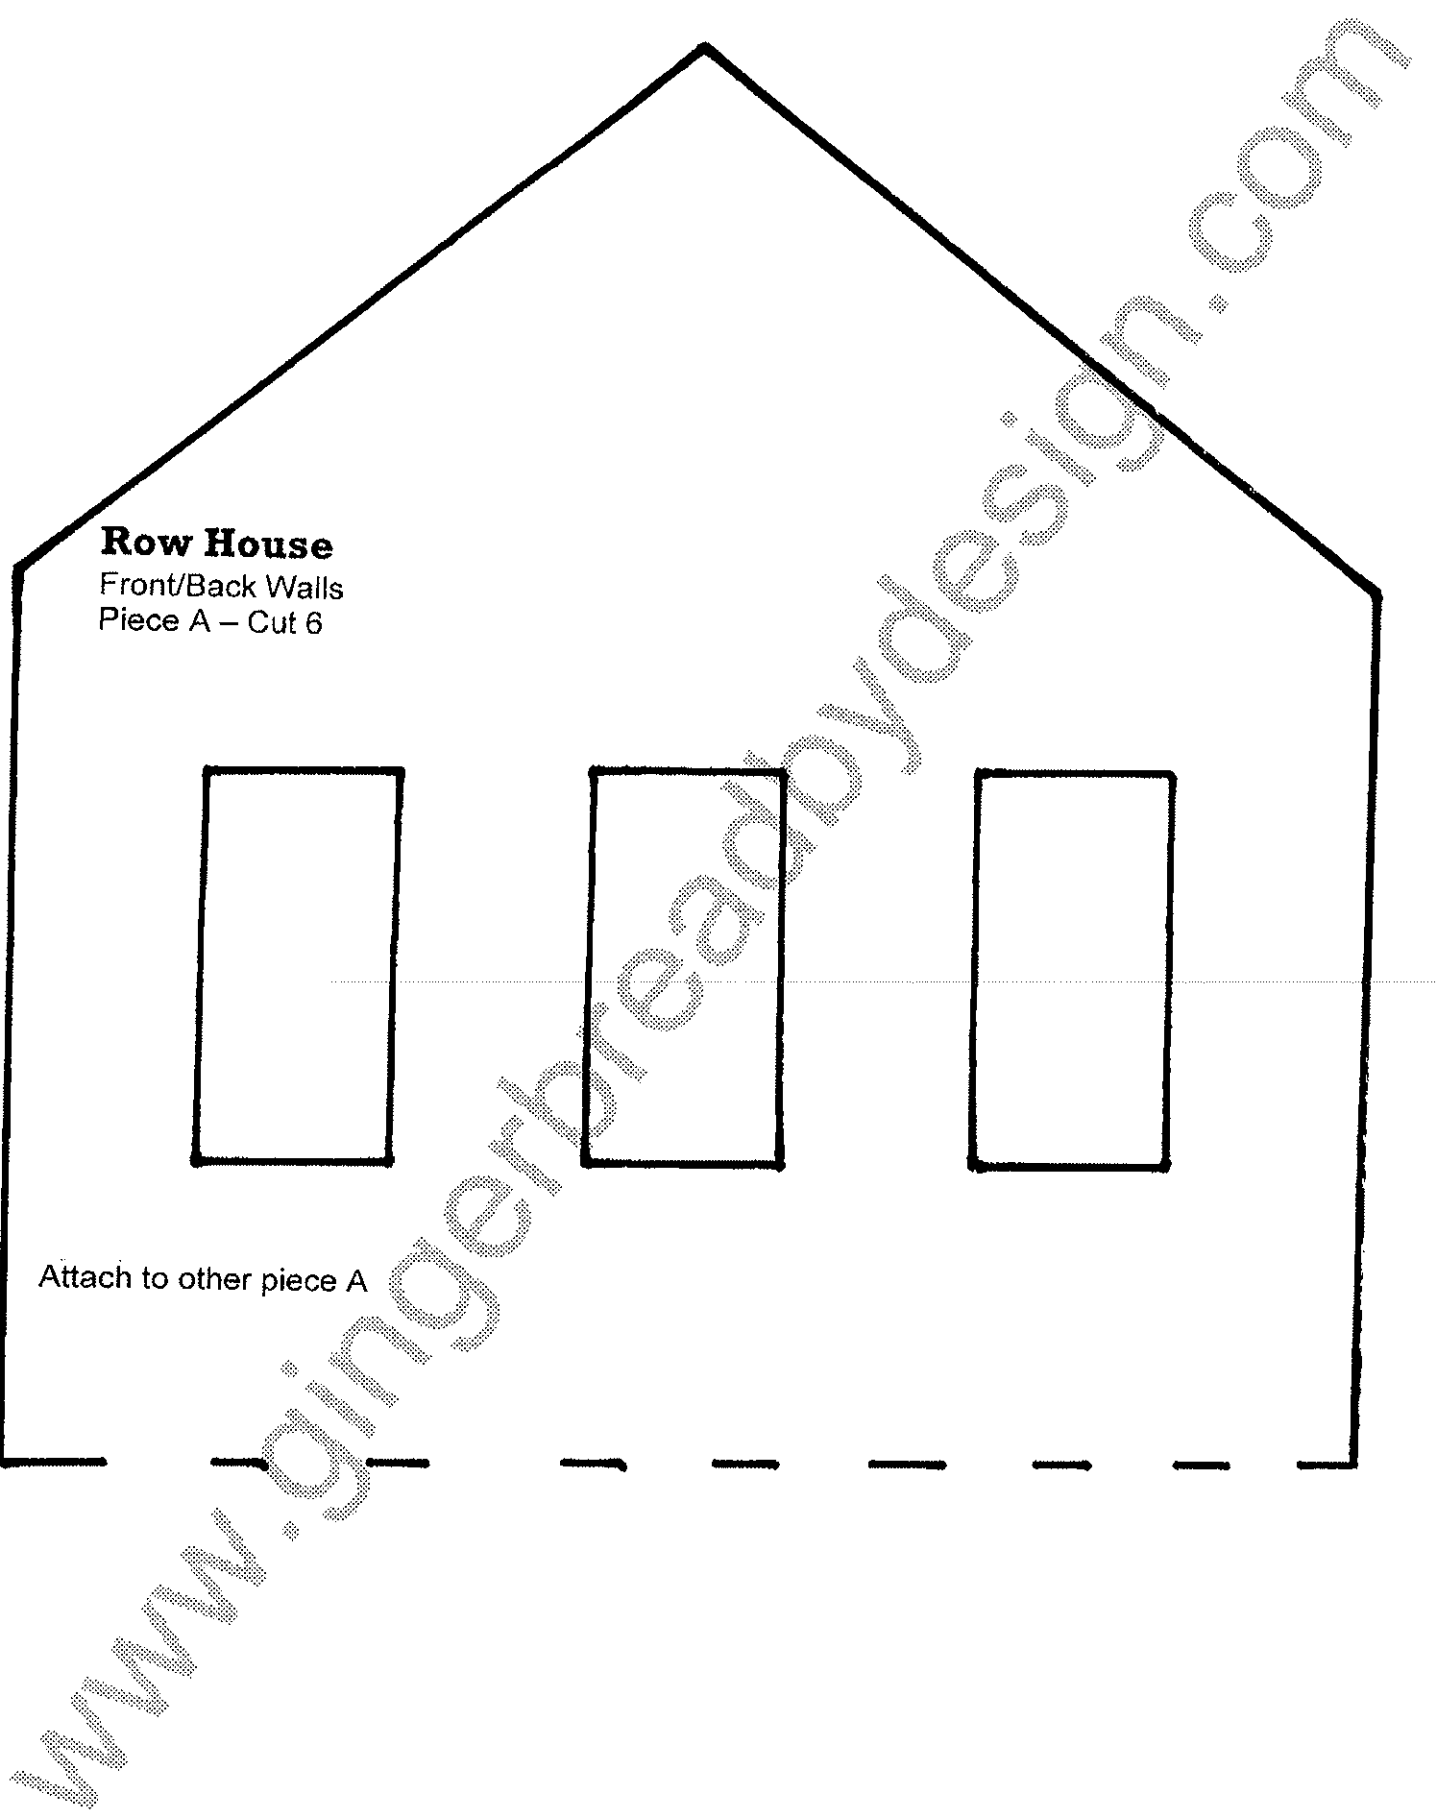 Row House
Front/Back Walls
Piece A – Cut 6
Attach to other piece A
www.gingerbreadbydesign.com